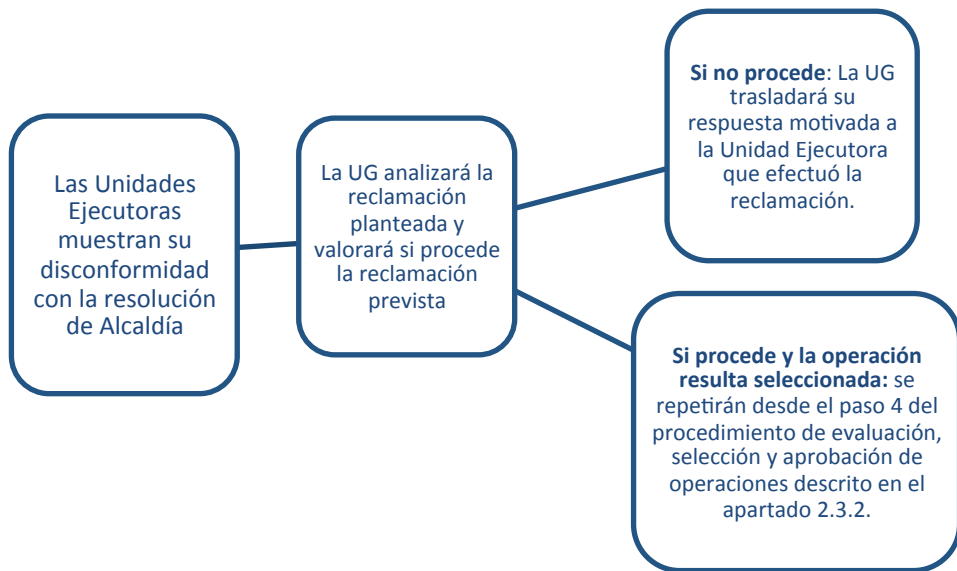 Las Unidades
Ejecutoras
muestran su
disconformidad
con la resolución
de Alcaldía
La UG analizará la
reclamación
planteada y
valorará si procede
la reclamación
prevista
Si no procede: La UG
trasladará su
respuesta motivada a
la Unidad Ejecutora
que efectuó la
reclamación.
Si procede y la operación
resulta seleccionada: se
repetirán desde el paso 4 del
procedimiento de evaluación,
selección y aprobación de
operaciones descrito en el
apartado 2.3.2.